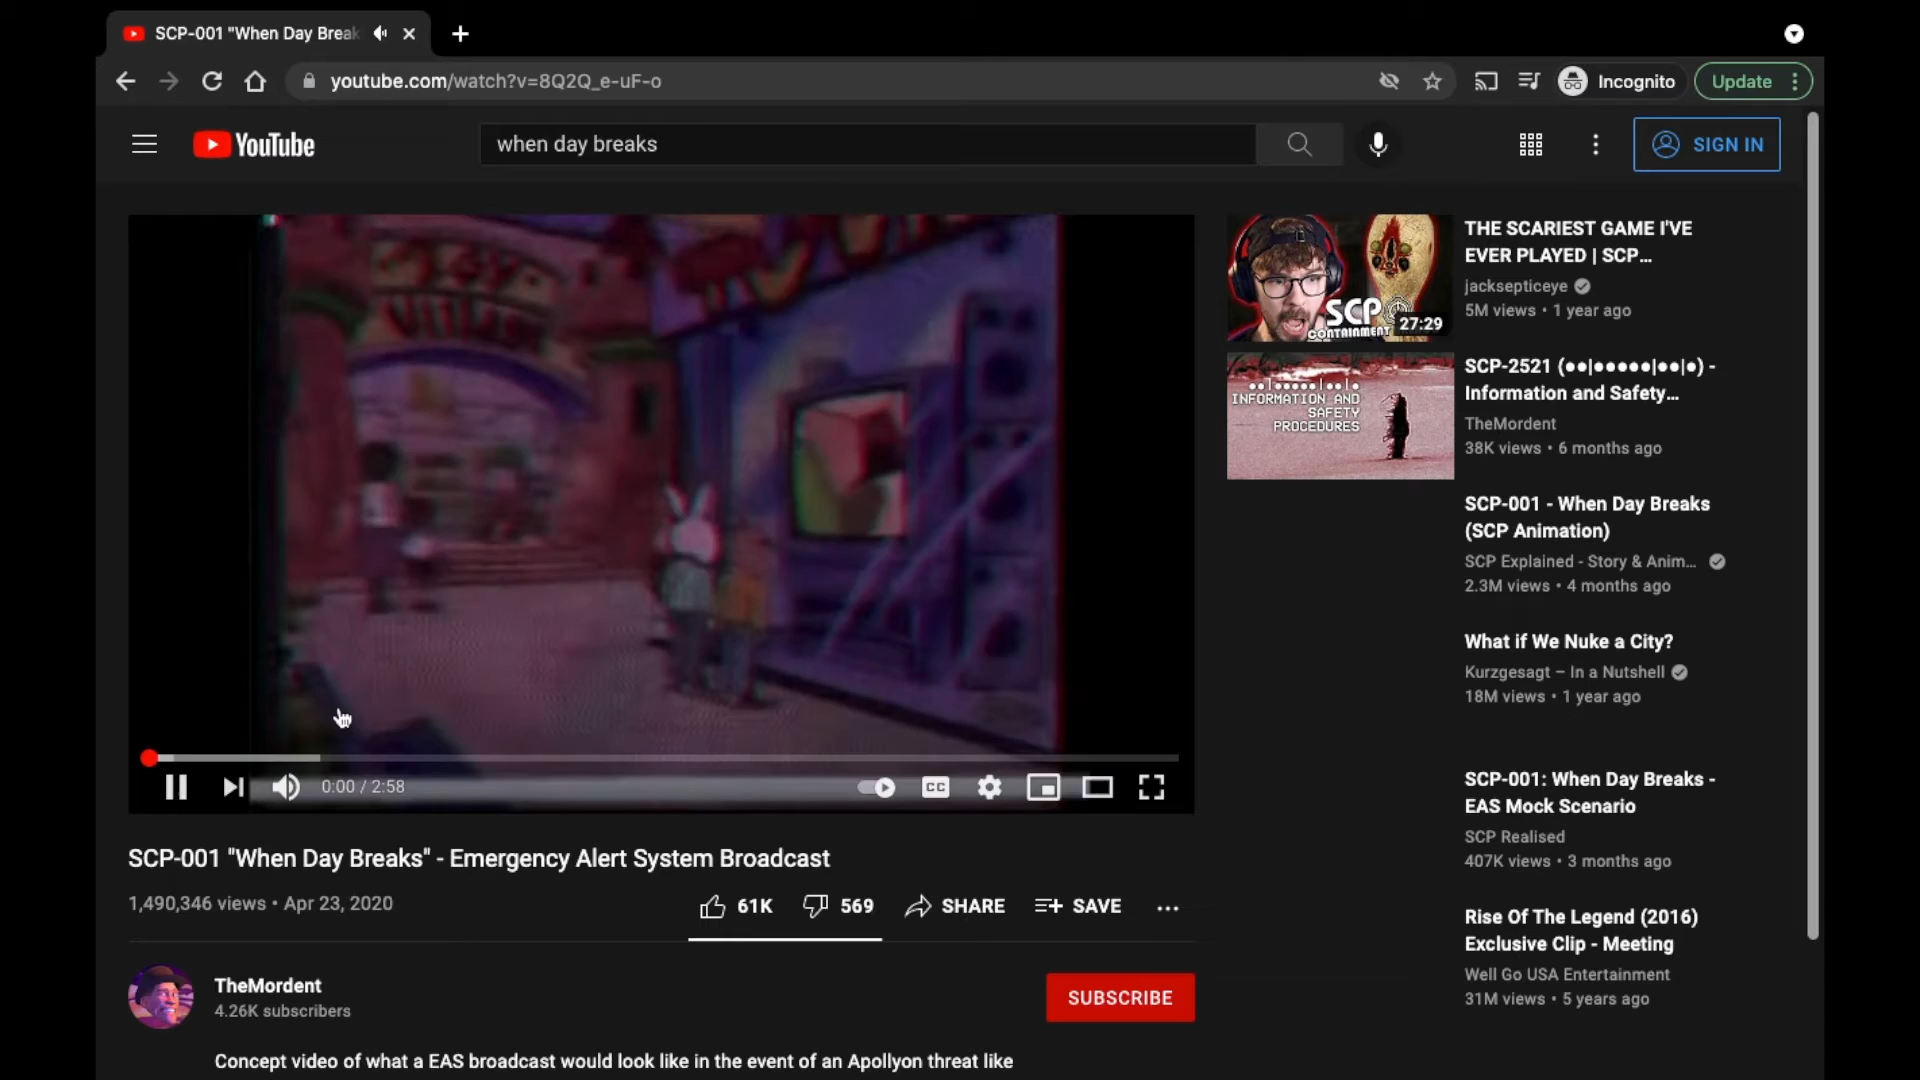 SCP-001 "When Day Break
youtube.com/watch?v=8Q2Q_e-uF-o
Incognito
Update
YouTube
when day breaks
SIGN IN
0:00 / 2:58
CC
SCP-001 "When Day Breaks" - Emergency Alert System Broadcast
1,490,346 views • Apr 23, 2020
61K
569
SHARE
SAVE
TheMordent
4.26K subscribers
SUBSCRIBE
Concept video of what a EAS broadcast would look like in the event of an Apollyon threat like
SCP
CONTAINMENT
27:29
THE SCARIEST GAME I'VE
EVER PLAYED | SCP...
jacksepticeye
5M views • 1 year ago
●●|●●●●●|●●|●
INFORMATION AND
SAFETY
PROCEDURES
SCP-2521 (●●|●●●●●|●●|●) -
Information and Safety...
TheMordent
38K views • 6 months ago
SCP-001 - When Day Breaks
(SCP Animation)
SCP Explained - Story & Anim...
2.3M views • 4 months ago
What if We Nuke a City?
Kurzgesagt – In a Nutshell
18M views • 1 year ago
SCP-001: When Day Breaks -
EAS Mock Scenario
SCP Realised
407K views • 3 months ago
Rise Of The Legend (2016)
Exclusive Clip - Meeting
Well Go USA Entertainment
31M views • 5 years ago